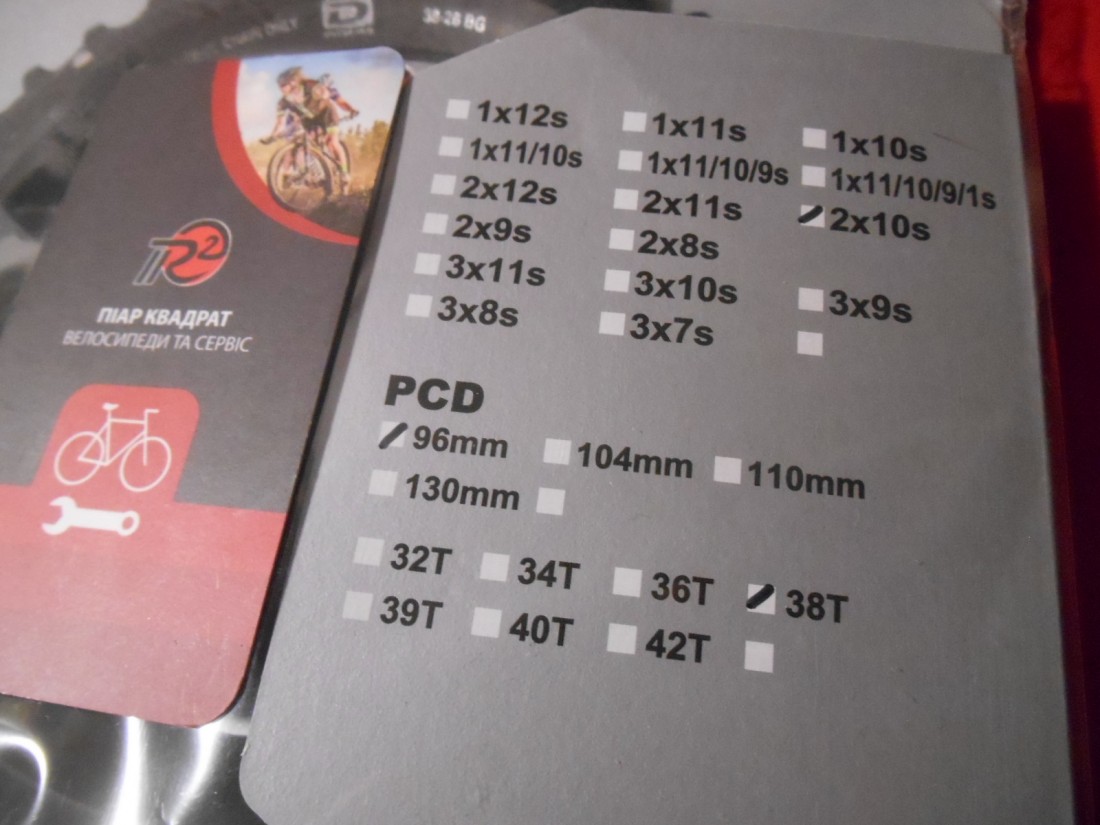 38-28 BG
1x12s 1x11s 1x10s
1x11/10s 1x11/10/9s 1x11/10/9/1s
2x12s 2x11s 2x10s
2x9s 2x8s
3x11s 3x10s 3x9s
3x8s 3x7s
PCD
96mm 104mm 110mm
130mm
32T 34T 36T 38T
39T 40T 42T
ПІАР КВАДРАТ
ВЕЛОСИПЕДИ ТА СЕРВІС